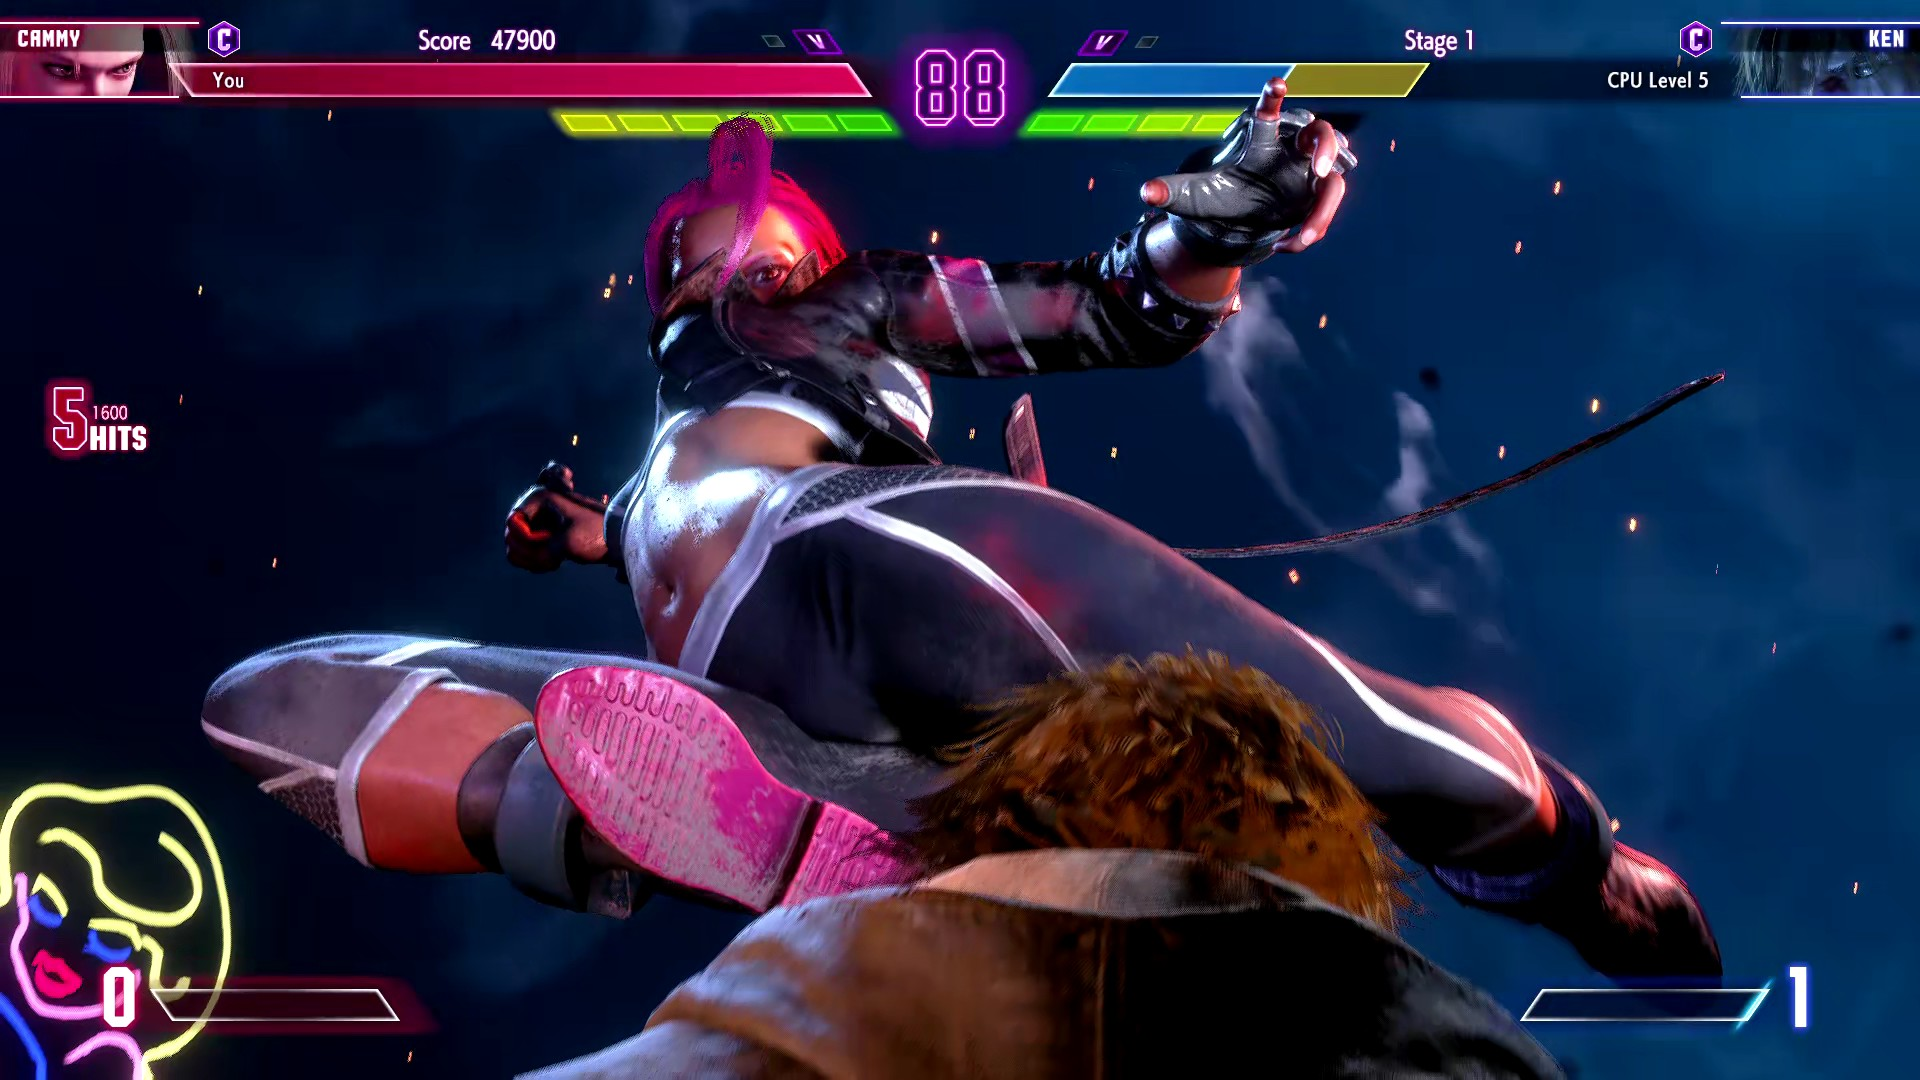 CAMMY
C
Score 47900
V
88
V
Stage 1
C
KEN
You
CPU Level 5
5
1600
HITS
0
1